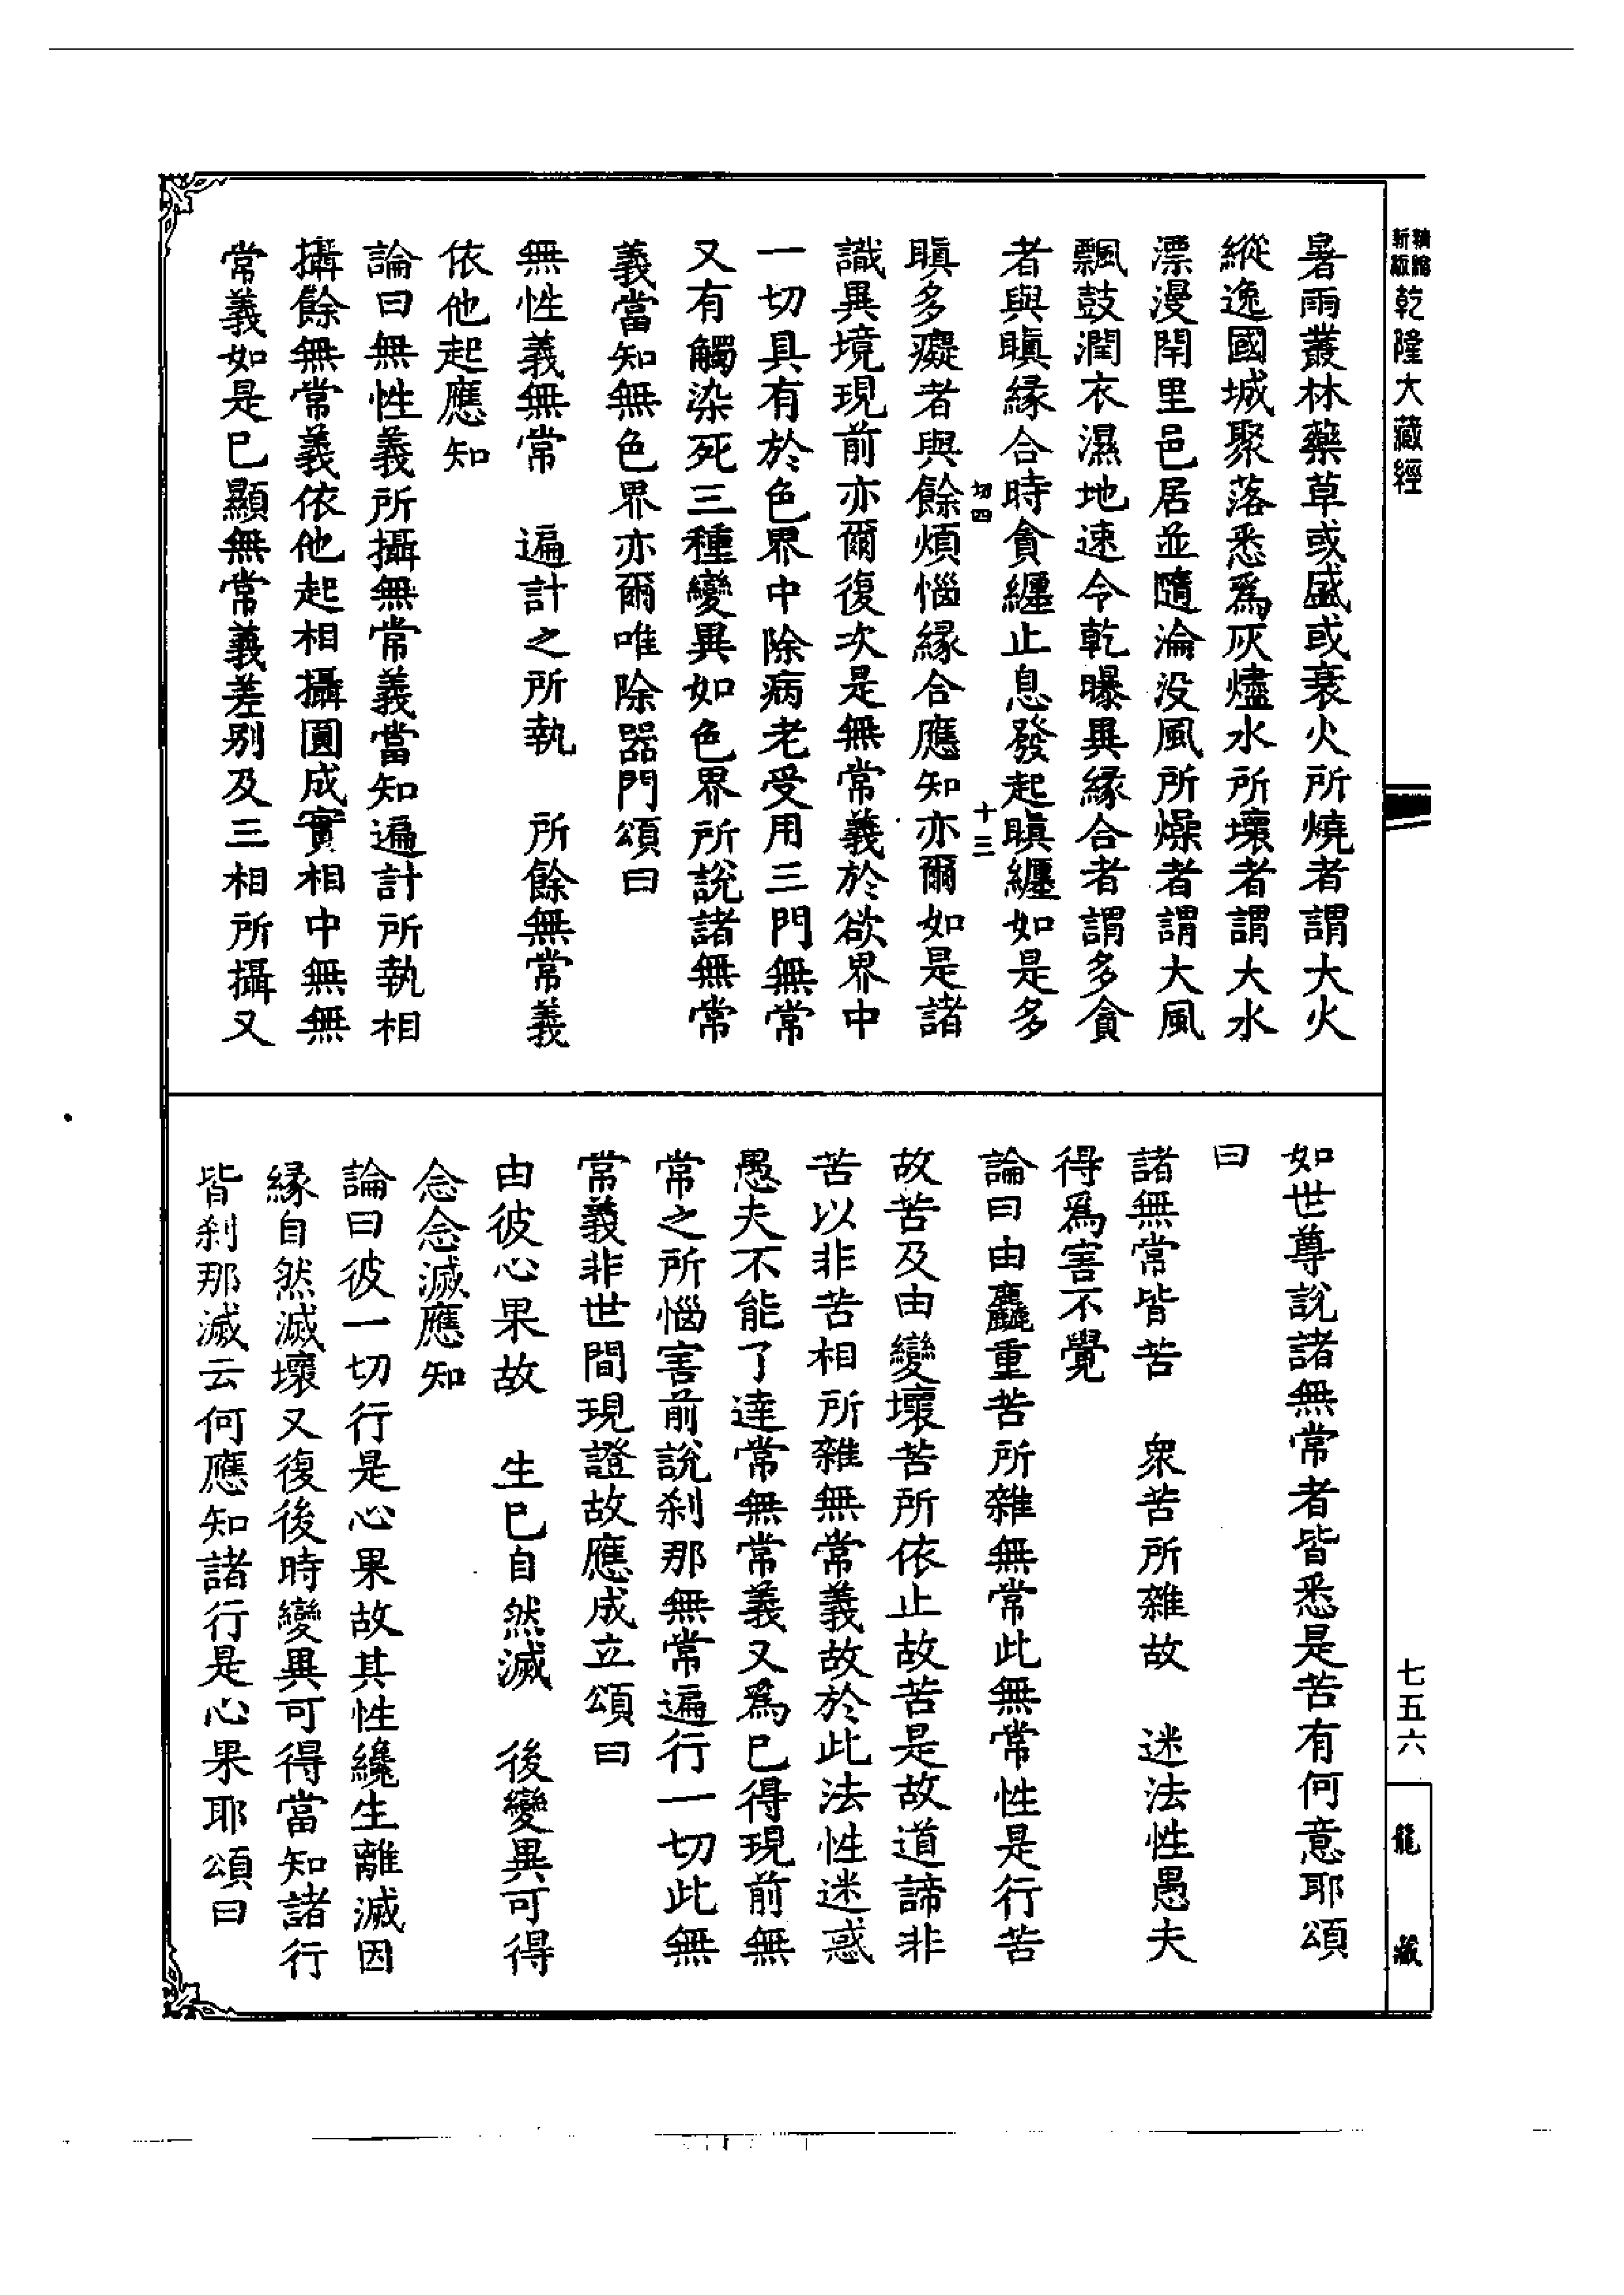 新版
乾隆大藏經
暑雨叢林藥草或盛或衰火所燒者謂大火
縱逸國城聚落悉爲灰燼水所壞者謂大水
漂漫閈里邑居並隨淪没風所燥者謂大風
飄鼓潤衣濕地速令乾曝異緣合者謂多貪
者與瞋緣合時貪纏止息發起瞋纏如是多
切四
十三
瞋多癡者與餘煩惱緣合應知亦爾如是諸
識異境現前亦爾復次是無常義於欲界中
一切具有於色界中除病老受用三門無常
又有觸染死三種變異如色界所說諸無常
義當知無色界亦爾唯除器門頌曰
無性義無常　遍計之所執　所餘無常義
依他起應知
論曰無性義所攝無常義當知遍計所執相
攝餘無常義依他起相攝圓成實相中無無
常義如是已顯無常義差別及三相所攝又
如世尊說諸無常者皆悉是苦有何意耶頌
曰
諸無常皆苦　衆苦所雜故　迷法性愚夫
得爲害不覺
論曰由麤重苦所雜無常此無常性是行苦
故苦及由變壞苦所依止故苦是故道諦非
苦以非苦相所雜無常義故於此法性迷惑
愚夫不能了達常無常義又爲已得現前無
常之所惱害前說刹那無常遍行一切此無
常義非世間現證故應成立頌曰
由彼心果故　生已自然滅　後變異可得
念念滅應知
論曰彼一切行是心果故其性纔生離滅因
緣自然滅壞又復後時變異可得當知諸行
皆刹那滅云何應知諸行是心果耶頌曰
七五六
龍藏